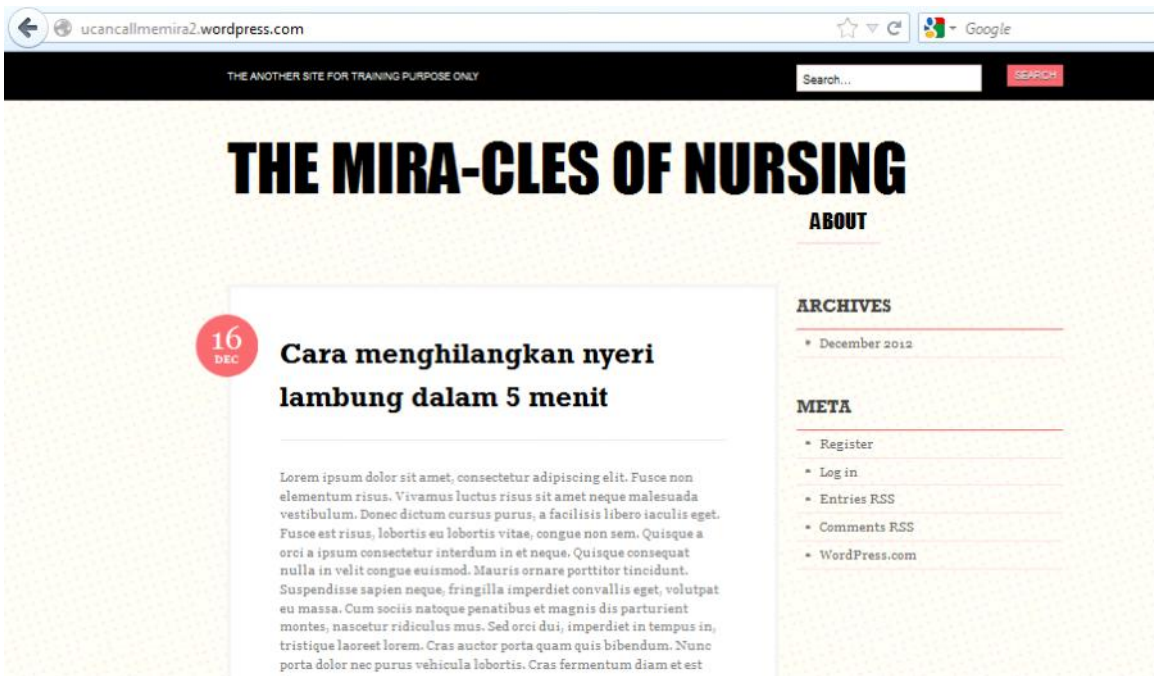 ucancallmemira2.wordpress.com
Google
THE ANOTHER SITE FOR TRAINING PURPOSE ONLY
Search...
SEARCH
THE MIRA-CLES OF NURSING
ABOUT
16
DEC
Cara menghilangkan nyeri
lambung dalam 5 menit
Lorem ipsum dolor sit amet, consectetur adipiscing elit. Fusce non
elementum risus. Vivamus luctus risus sit amet neque malesuada
vestibulum. Donec dictum cursus purus, a facilisis libero iaculis eget.
Fusce est risus, lobortis eu lobortis vitae, congue non sem. Quisque a
orci a ipsum consectetur interdum in et neque. Quisque consequat
nulla in velit congue euismod. Mauris ornare porttitor tincidunt.
Suspendisse sapien neque, fringilla imperdiet convallis eget, volutpat
eu massa. Cum sociis natoque penatibus et magnis dis parturient
montes, nascetur ridiculus mus. Sed orci dui, imperdiet in tempus in,
tristique laoreet lorem. Cras auctor porta quam quis bibendum. Nunc
porta dolor nec purus vehicula lobortis. Cras fermentum diam et est
ARCHIVES
December 2012
META
Register
Log in
Entries RSS
Comments RSS
WordPress.com